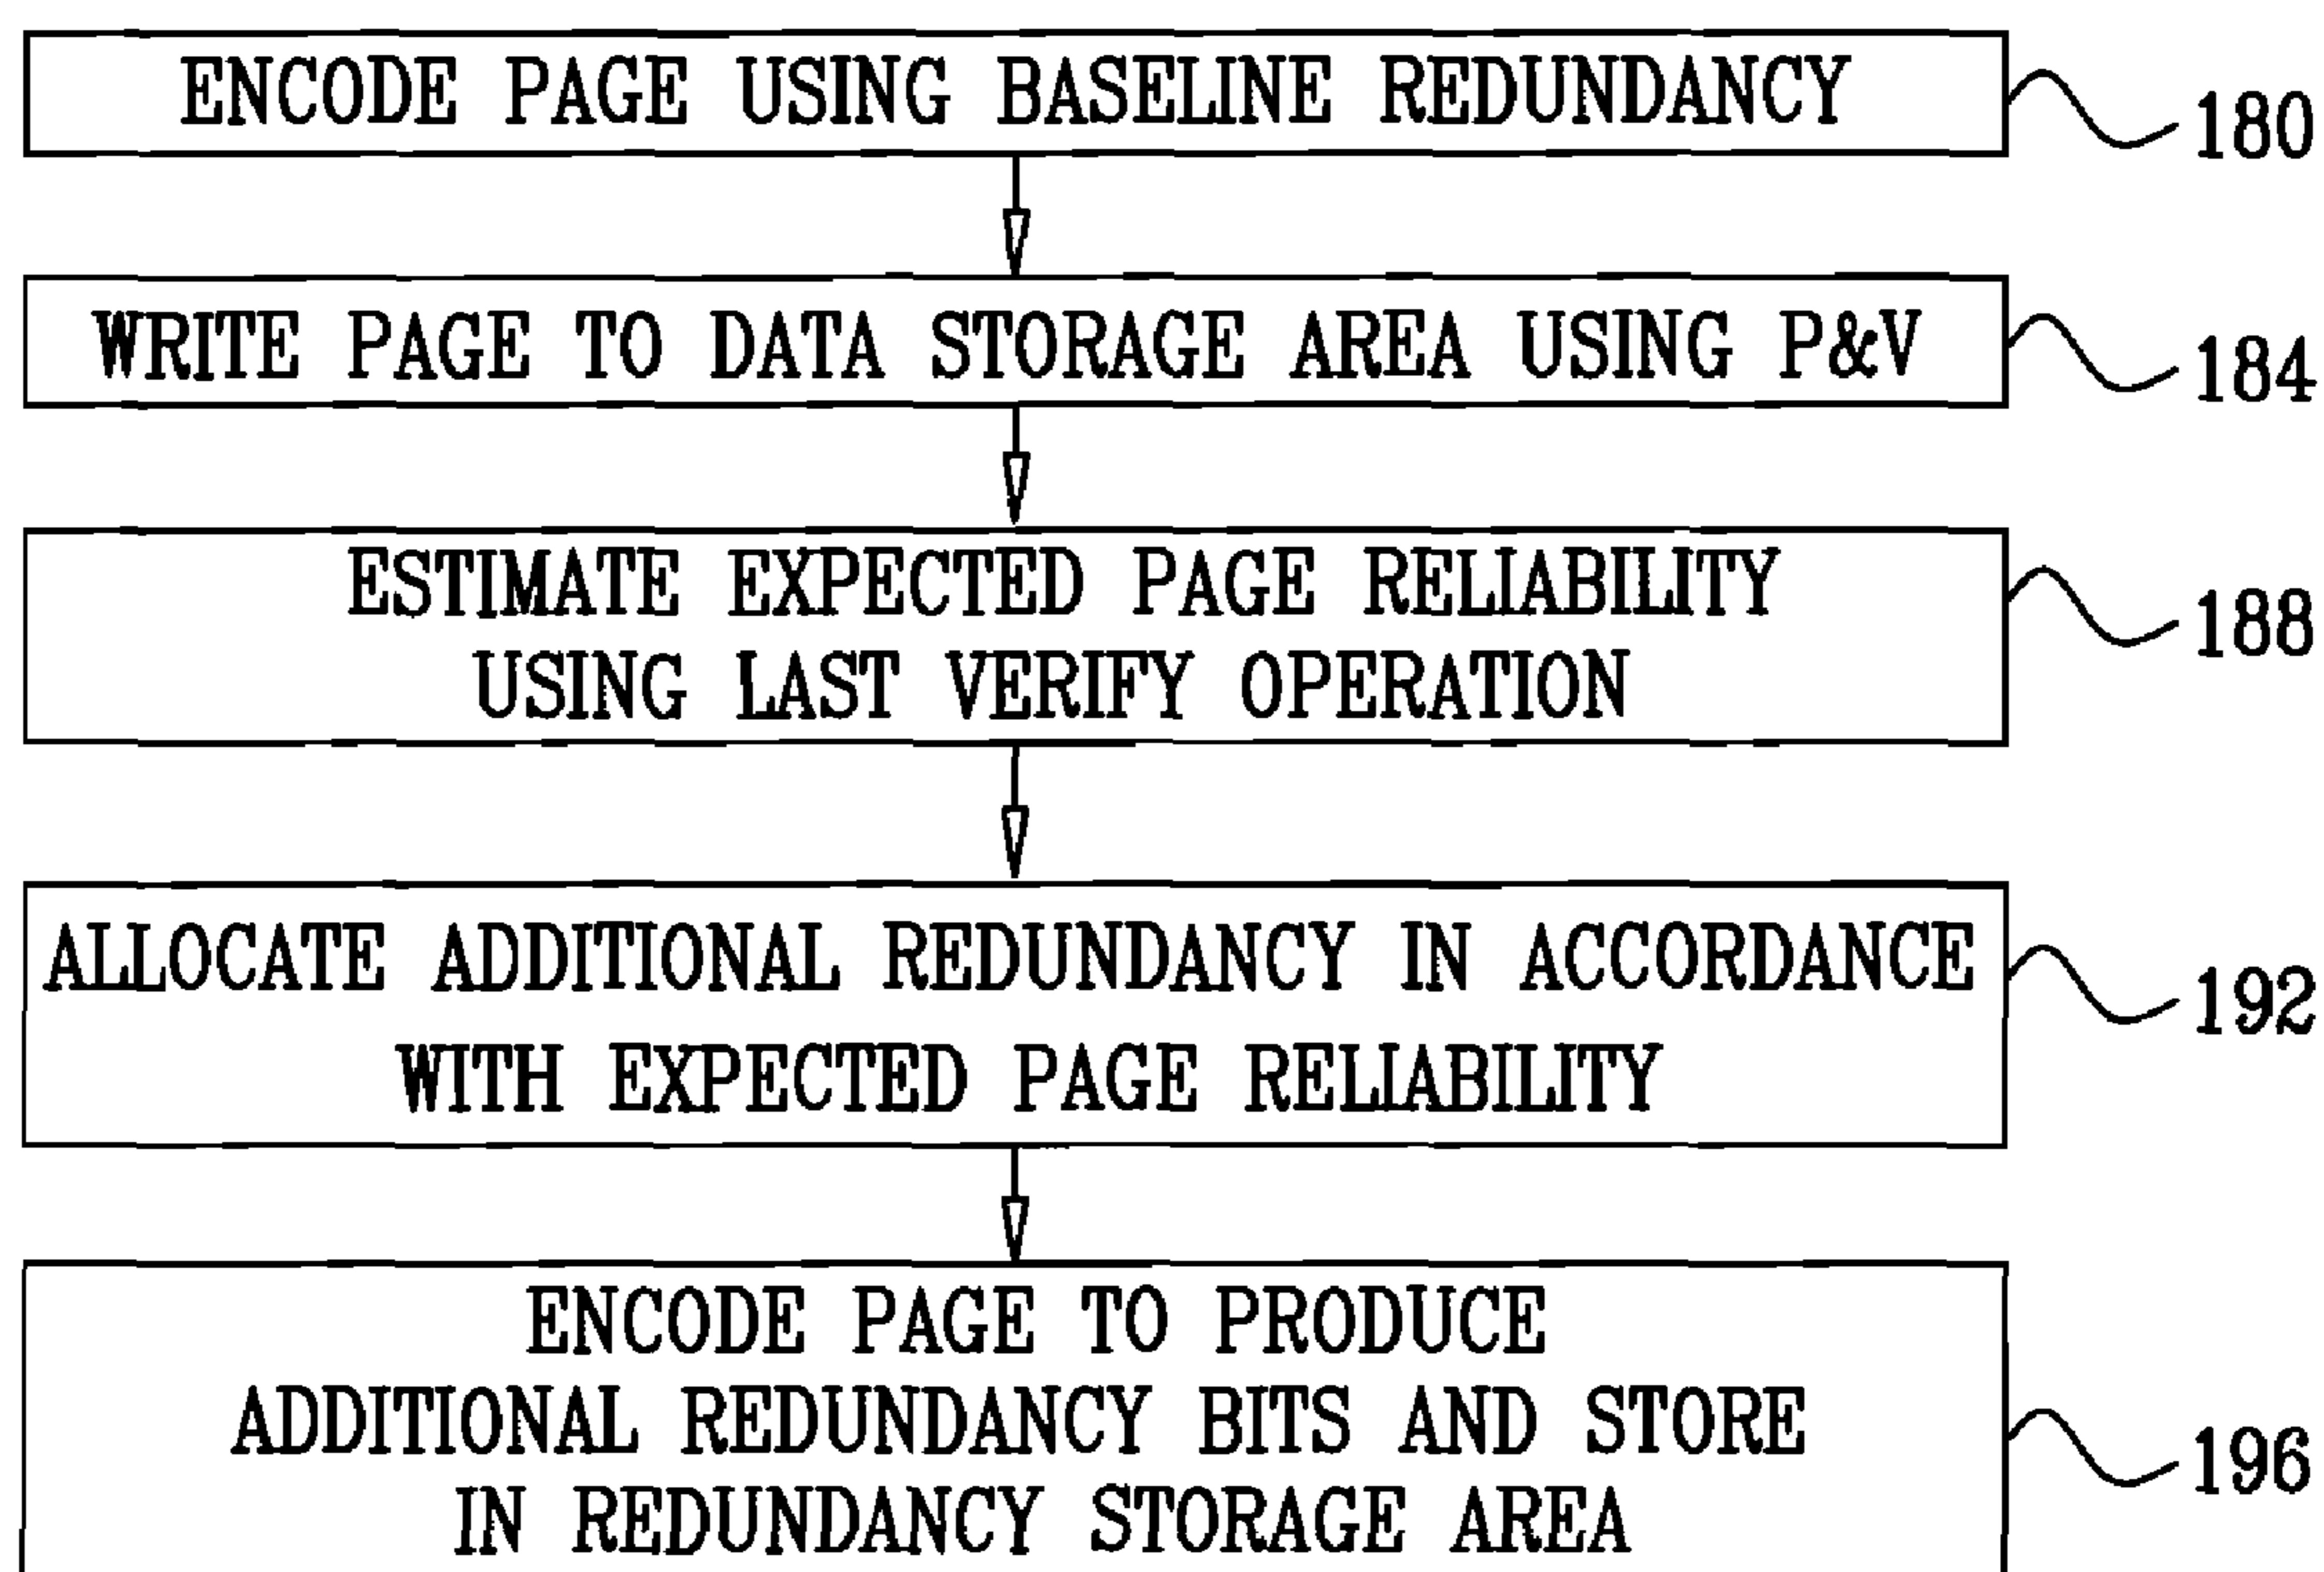 ENCODE PAGE USING BASELINE REDUNDANCY
180
WRITE PAGE TO DATA STORAGE AREA USING P&V
184
ESTIMATE EXPECTED PAGE RELIABILITY
USING LAST VERIFY OPERATION
188
ALLOCATE ADDITIONAL REDUNDANCY IN ACCORDANCE
WITH EXPECTED PAGE RELIABILITY
192
ENCODE PAGE TO PRODUCE
ADDITIONAL REDUNDANCY BITS AND STORE
IN REDUNDANCY STORAGE AREA
196